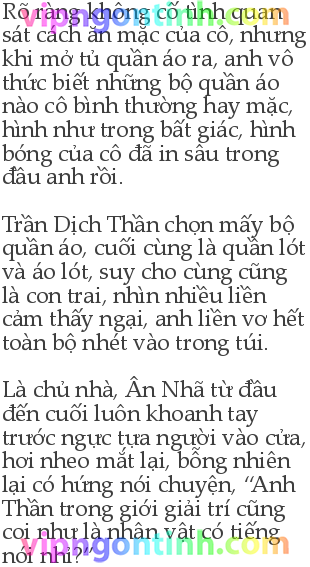 vipngontinh.com
Rõ ràng không cố tình quan
sát cách ăn mặc của cô, nhưng
khi mở tủ quần áo ra, anh vô
thức biết những bộ quần áo
nào cô bình thường hay mặc,
hình như trong bất giác, hình
bóng của cô đã in sâu trong
đầu anh rồi.
Trần Dịch Thần chọn mấy bộ
quần áo, cuối cùng là quần lót
và áo lót, suy cho cùng cũng
là con trai, nhìn nhiều liền
cảm thấy ngại, anh liền vơ hết
toàn bộ nhét vào trong túi.
Là chủ nhà, Ân Nhã từ đầu
đến cuối luôn khoanh tay
trước ngực tựa người vào cửa,
hơi nheo mắt lại, bỗng nhiên
lại có hứng nói chuyện, “Anh
Thần trong giới giải trí cũng
coi như là nhân vật có tiếng
nói nhỉ?”
vipngontinh.com